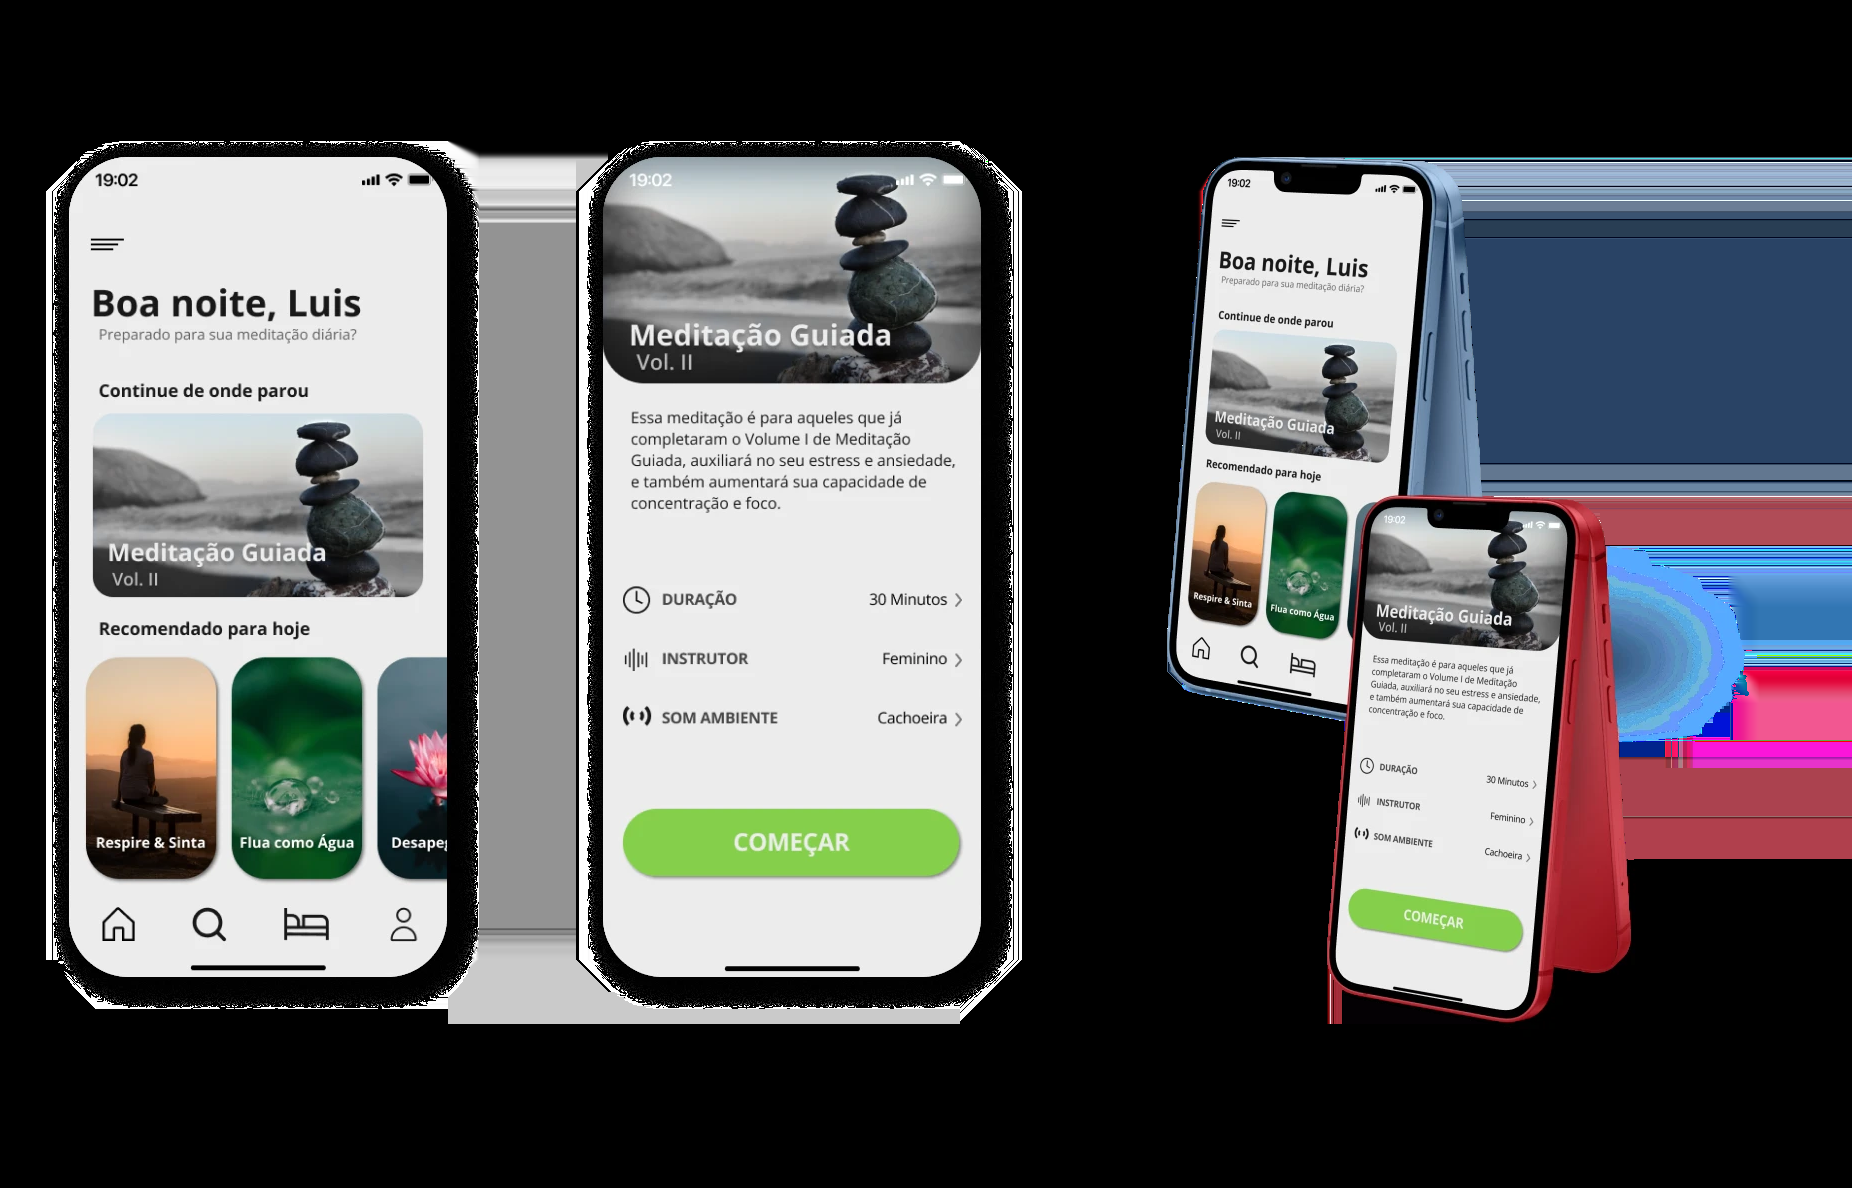 19:02
Boa noite, Luis
Preparado para sua meditação diária?
Continue de onde parou
Meditação Guiada
Vol. II
Recomendado para hoje
Respire & Sinta
Flua como Água
19:02
Meditação Guiada
Vol. II
Essa meditação é para aqueles que já
completaram o Volume I de Meditação
Guiada, auxiliará no seu estress e ansiedade,
e também aumentará sua capacidade de
concentração e foco.
DURAÇÃO 30 Minutos
INSTRUTOR Feminino
SOM AMBIENTE Cachoeira
COMEÇAR
19:02
Boa noite, Luis
Preparado para sua meditação diária?
Continue de onde parou
Meditação Guiada
Vol. II
Recomendado para hoje
Respire & Sinta
Flua como Água
19:02
Meditação Guiada
Vol. II
Essa meditação é para aqueles que já
completaram o Volume I de Meditação
Guiada, auxiliará no seu estress e ansiedade,
e também aumentará sua capacidade de
concentração e foco.
DURAÇÃO 30 Minutos
INSTRUTOR Feminino
SOM AMBIENTE Cachoeira
COMEÇAR